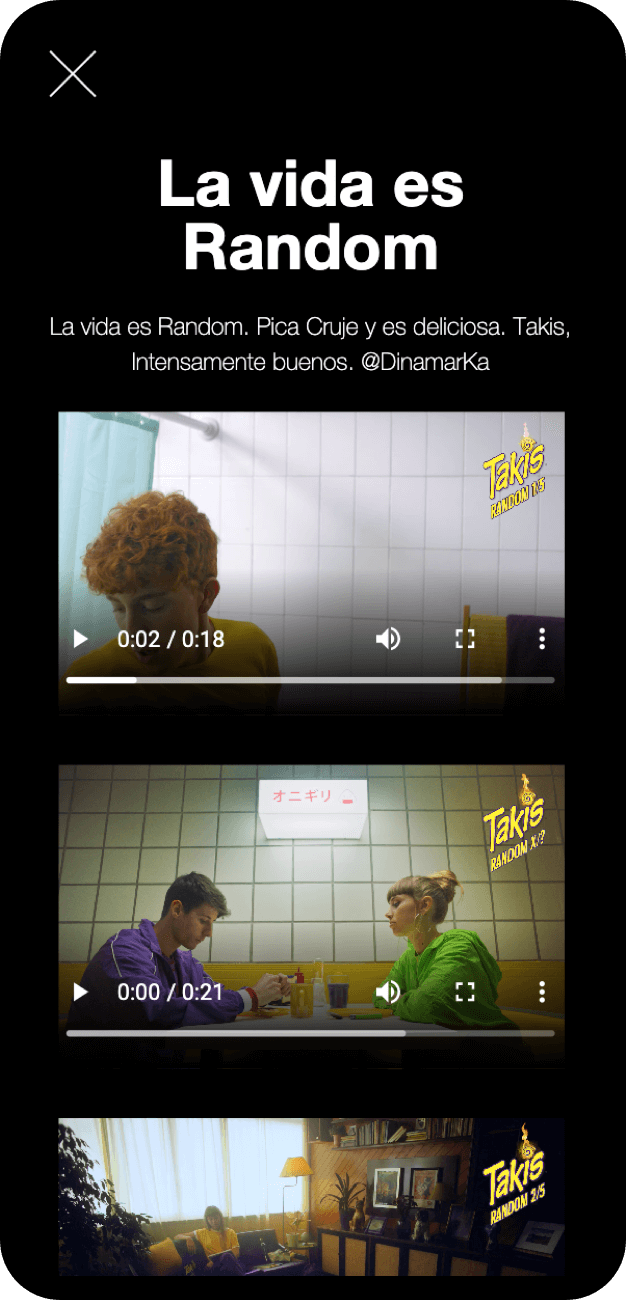 La vida es
Random
La vida es Random. Pica Cruje y es deliciosa. Takis,
Intensamente buenos. @DinamarKa
Takis
RANDOM 1/5
0:02 / 0:18
オニギリ
Takis
RANDOM X/?
0:00 / 0:21
Takis
RANDOM 2/5